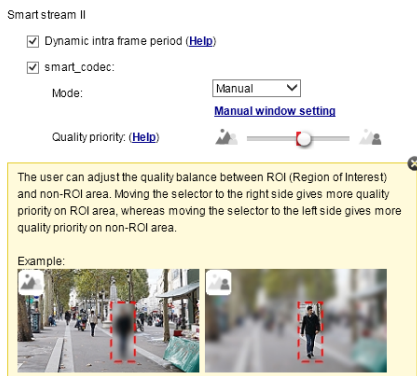 Smart stream II
Dynamic intra frame period (Help)
smart_codec:
Mode:
Manual
Manual window setting
Quality priority: (Help)
The user can adjust the quality balance between ROI (Region of Interest)
and non-ROI area. Moving the selector to the right side gives more quality
priority on ROI area, whereas moving the selector to the left side gives more
quality priority on non-ROI area.
Example: